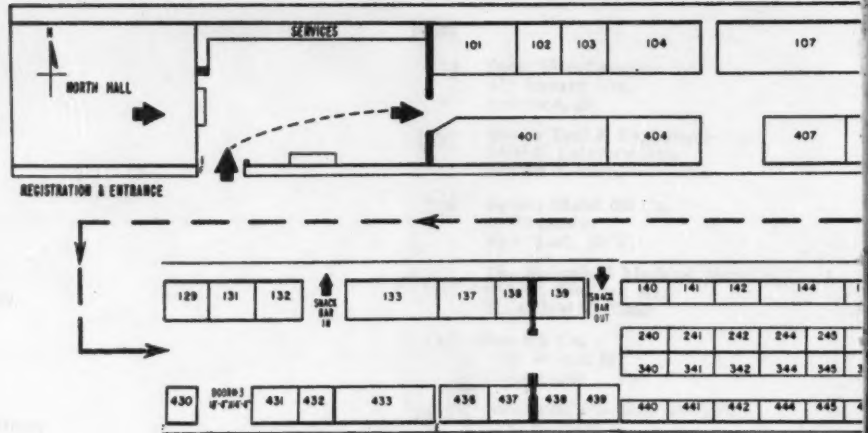 SERVICES
N
NORTH HALL
101 102 103 104 107
401 404 407
REGISTRATION & ENTRANCE
129 131 132
SNACK BAR IN
133 137 138 139
SNACK BAR OUT
140 141 142 144
240 241 242 244 245
340 341 342 344 345
430
DOOR#3
431 432 433 436 437 438 439
440 441 442 444 445